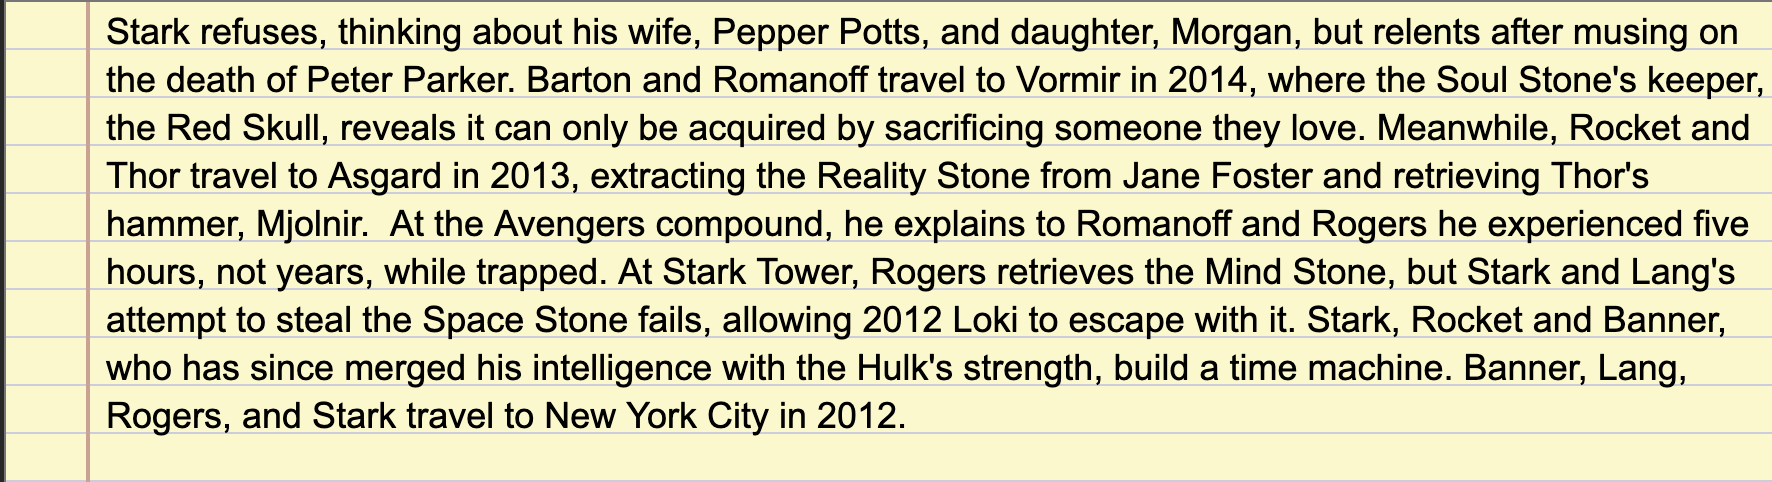 Stark refuses, thinking about his wife, Pepper Potts, and daughter, Morgan, but relents after musing on
the death of Peter Parker. Barton and Romanoff travel to Vormir in 2014, where the Soul Stone's keeper,
the Red Skull, reveals it can only be acquired by sacrificing someone they love. Meanwhile, Rocket and
Thor travel to Asgard in 2013, extracting the Reality Stone from Jane Foster and retrieving Thor's
hammer, Mjolnir.  At the Avengers compound, he explains to Romanoff and Rogers he experienced five
hours, not years, while trapped. At Stark Tower, Rogers retrieves the Mind Stone, but Stark and Lang's
attempt to steal the Space Stone fails, allowing 2012 Loki to escape with it. Stark, Rocket and Banner,
who has since merged his intelligence with the Hulk's strength, build a time machine. Banner, Lang,
Rogers, and Stark travel to New York City in 2012.